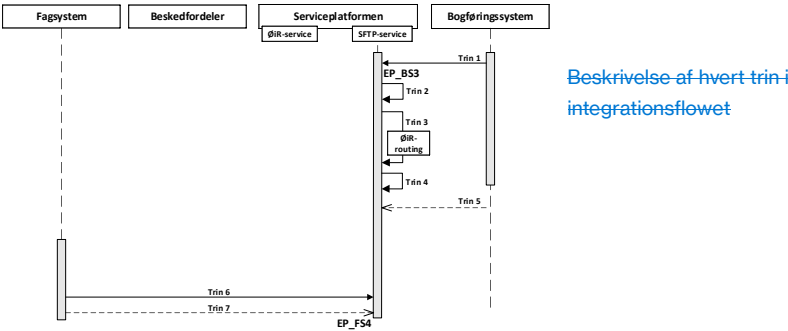 Fagsystem
Beskedfordeler
Serviceplatformen
Bogføringssystem
ØiR-service
SFTP-service
Trin 1
EP_BS3
Trin 2
Trin 3
ØiR-
routing
Trin 4
Trin 5
Trin 6
Trin 7
EP_FS4
Beskrivelse af hvert trin i
integrationsflowet